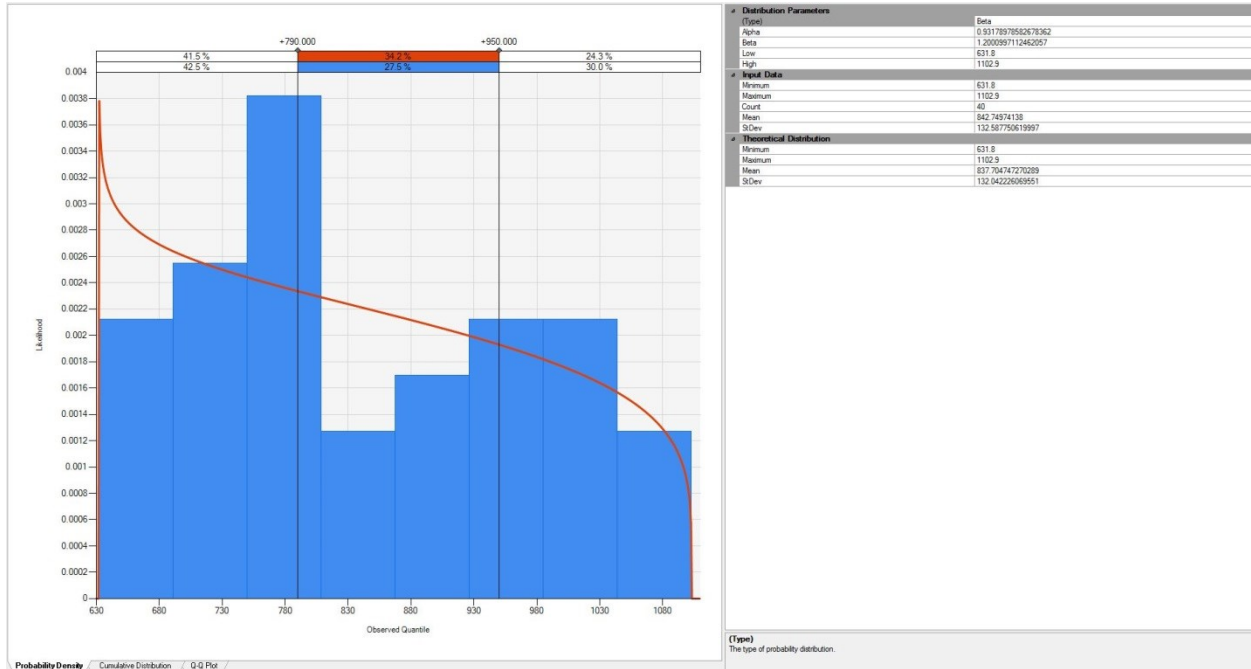 +790.000 +950.000
41.5 % 34.2 % 24.3 %
42.5 % 27.5 % 30.0 %
0.004
0.0038
0.0036
0.0034
0.0032
0.003
0.0028
0.0026
0.0024
0.0022
0.002
0.0018
0.0016
0.0014
0.0012
0.001
0.0008
0.0006
0.0004
0.0002
0
Likelihood
630 680 730 780 830 880 930 980 1030 1080
Observed Quantile
Probability Density Cumulative Distribution Q-Q Plot
Distribution Parameters
(Type) Beta
Alpha 0.93178978582678362
Beta 1.2000997112462057
Low 631.8
High 1102.9
Input Data
Minimum 631.8
Maximum 1102.9
Count 40
Mean 842.74974138
StDev 132.587750619997
Theoretical Distribution
Minimum 631.8
Maximum 1102.9
Mean 837.704747270289
StDev 132.042226069551
(Type)
The type of probability distribution.